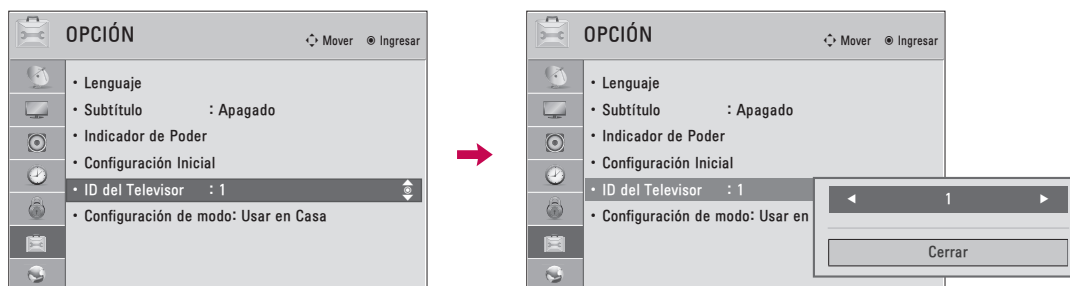 OPCIÓN
Mover Ingresar
• Lenguaje
• Subtítulo : Apagado
• Indicador de Poder
• Configuración Inicial
• ID del Televisor : 1
• Configuración de modo: Usar en Casa
OPCIÓN
Mover Ingresar
• Lenguaje
• Subtítulo : Apagado
• Indicador de Poder
• Configuración Inicial
• ID del Televisor : 1
• Configuración de modo: Usar en
1
Cerrar